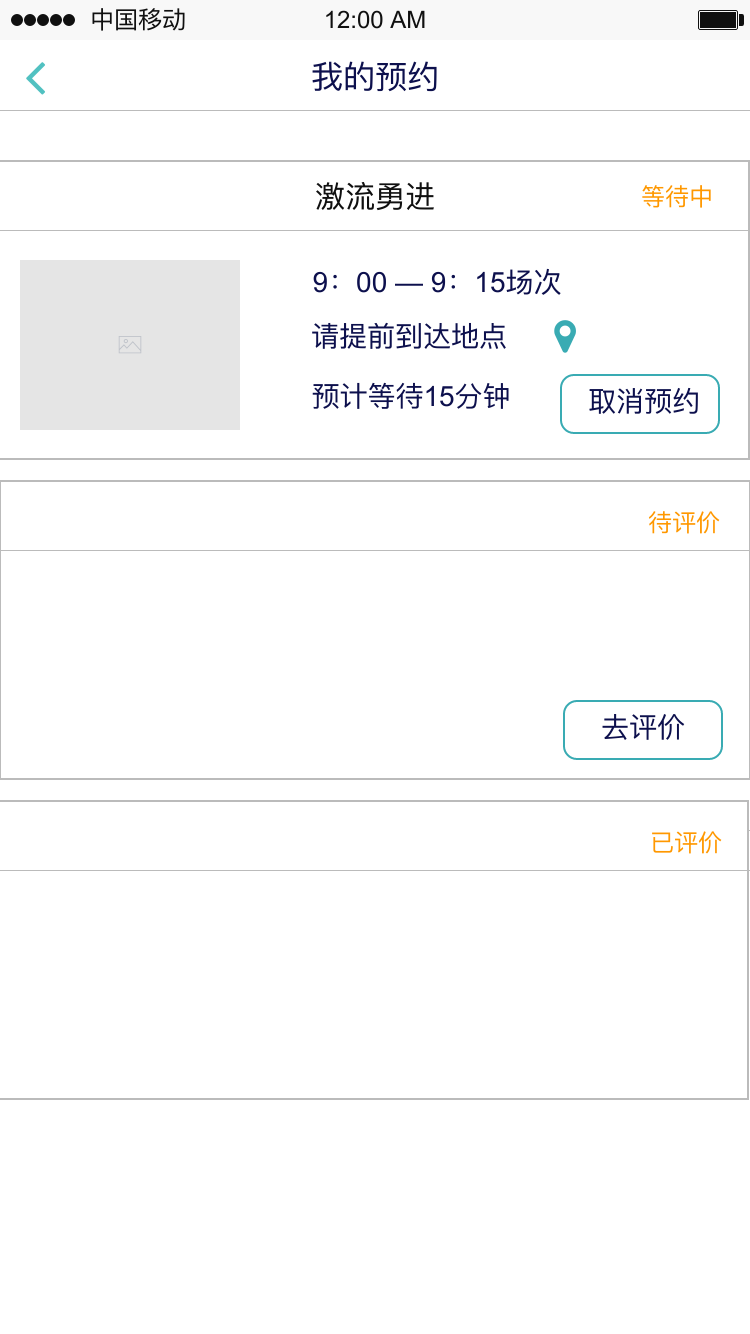 中国移动 12:00 AM
我的预约
激流勇进 等待中
9：00 — 9：15场次
请提前到达地点
预计等待15分钟 取消预约
待评价
去评价
已评价